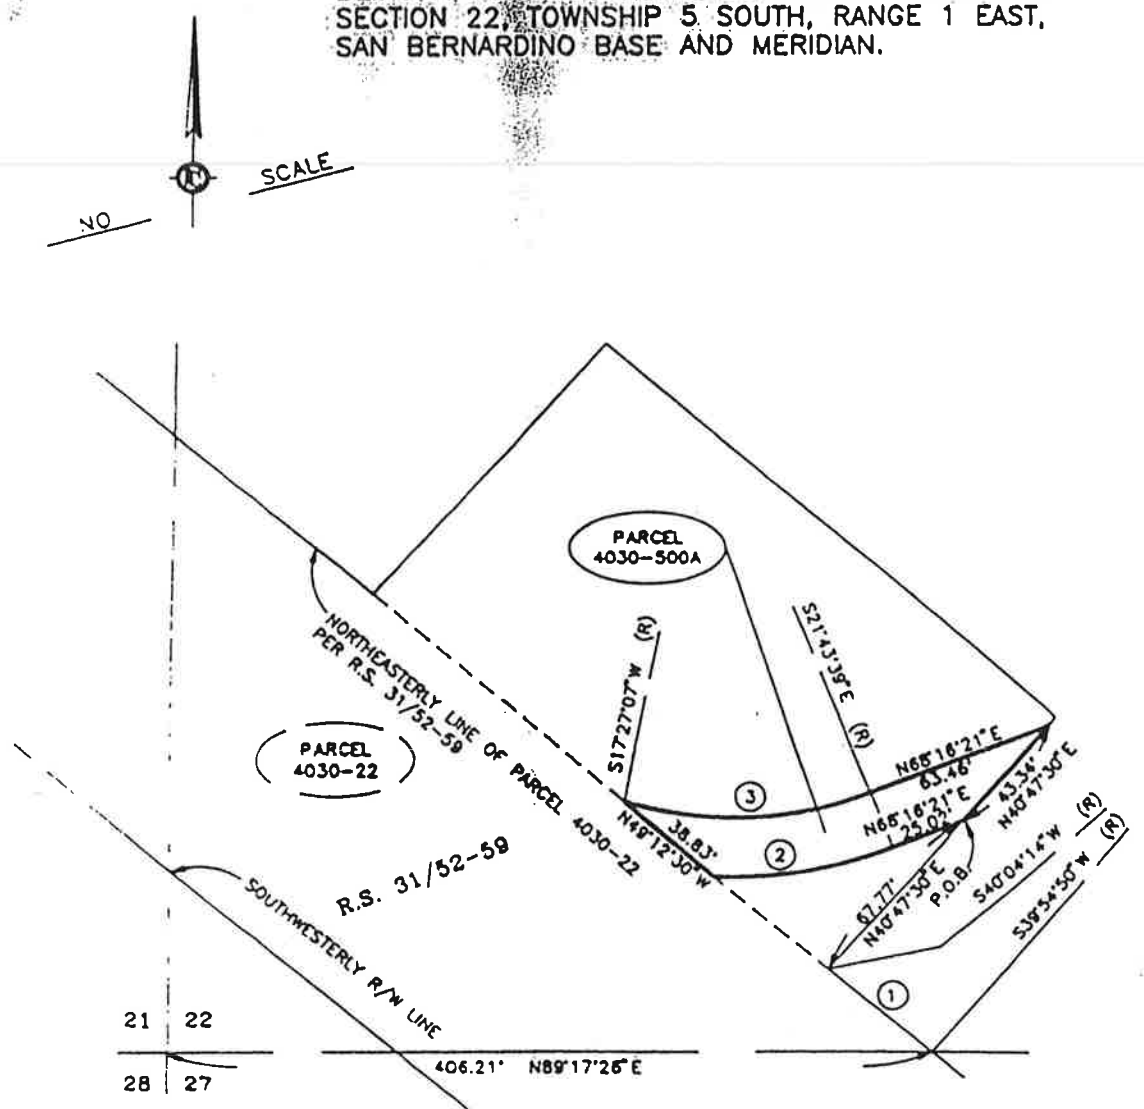 SECTION 22, TOWNSHIP 5 SOUTH, RANGE 1 EAST,
SAN BERNARDINO BASE AND MERIDIAN.
NO
SCALE
PARCEL
4030-500A
S17°27'07"W (R)
S21°43'39"E (R)
NORTHEASTERLY LINE OF PARCEL 4030-22
PER R.S. 31/52-59
PARCEL
4030-22
N68°16'21"E
63.46'
3
43.34'
N40°47'30"E
N68°16'21"E
25.03'
38.83'
N49°12'30"W
2
R.S. 31/52-59
67.77'
N40°47'30"E
P.O.B.
S40°04'14"W (R)
S39°54'50"W (R)
SOUTHWESTERLY R/W LINE
1
21 22
28 27
406.21' N89°17'26"E